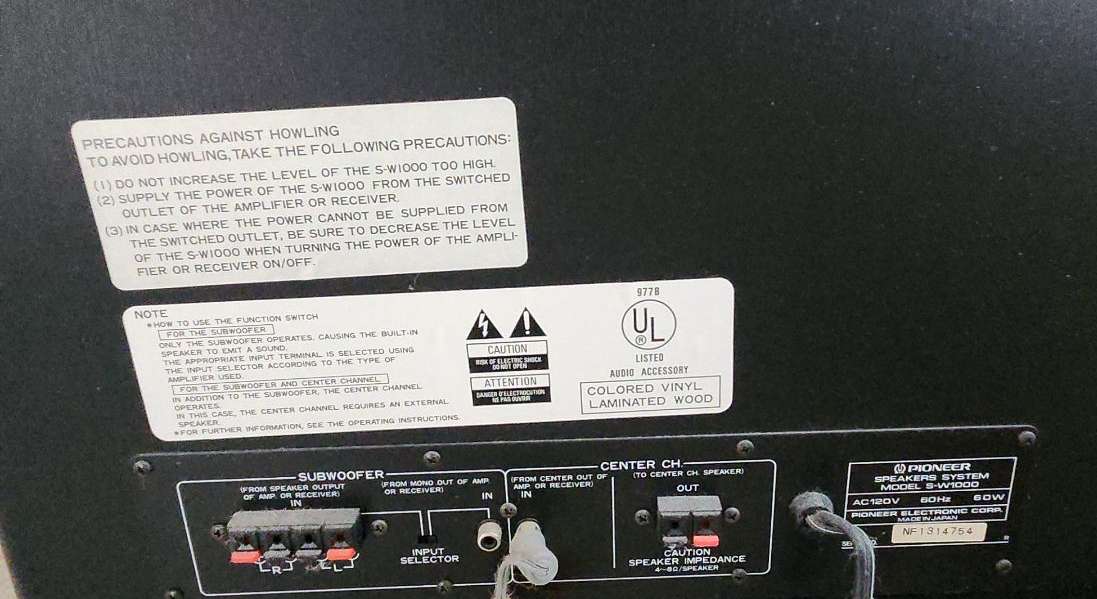 PRECAUTIONS AGAINST HOWLING
TO AVOID HOWLING, TAKE THE FOLLOWING PRECAUTIONS:
(1) DO NOT INCREASE THE LEVEL OF THE S-W1000 TOO HIGH.
(2) SUPPLY THE POWER OF THE S-W1000 FROM THE SWITCHED
OUTLET OF THE AMPLIFIER OR RECEIVER.
(3) IN CASE WHERE THE POWER CANNOT BE SUPPLIED FROM
THE SWITCHED OUTLET, BE SURE TO DECREASE THE LEVEL
OF THE S-W1000 WHEN TURNING THE POWER OF THE AMPLI-
FIER OR RECEIVER ON/OFF.
NOTE
*HOW TO USE THE FUNCTION SWITCH
FOR THE SUBWOOFER
ONLY THE SUBWOOFER OPERATES, CAUSING THE BUILT-IN
SPEAKER TO EMIT A SOUND.
THE APPROPRIATE INPUT TERMINAL IS SELECTED USING
THE INPUT SELECTOR ACCORDING TO THE TYPE OF
AMPLIFIER USED.
FOR THE SUBWOOFER AND CENTER CHANNEL
IN ADDITION TO THE SUBWOOFER, THE CENTER CHANNEL
OPERATES.
IN THIS CASE, THE CENTER CHANNEL REQUIRES AN EXTERNAL
SPEAKER.
*FOR FURTHER INFORMATION, SEE THE OPERATING INSTRUCTIONS.
CAUTION
RISK OF ELECTRIC SHOCK
DO NOT OPEN
ATTENTION
DANGER D'ELECTROCUTION
NE PAS OUVRIR
977B
UL
®
LISTED
AUDIO ACCESSORY
COLORED VINYL
LAMINATED WOOD
SUBWOOFER
(FROM SPEAKER OUTPUT
OF AMP. OR RECEIVER)
IN
(FROM MONO OUT OF AMP.
OR RECEIVER)
IN
R
L
INPUT
SELECTOR
CENTER CH.
(FROM CENTER OUT OF
AMP. OR RECEIVER)
IN
(TO CENTER CH. SPEAKER)
OUT
CAUTION
SPEAKER IMPEDANCE
4~8Ω/SPEAKER
PIONEER
SPEAKERS SYSTEM
MODEL S-W1000
AC120V 60Hz 60W
PIONEER ELECTRONIC CORP.
MADE IN JAPAN
NF1314754